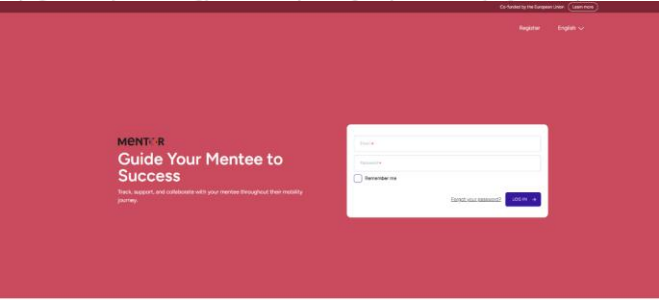 Co-funded by the European Union Learn more
Register English
MENTOR
Guide Your Mentee to
Success
Track, support, and collaborate with your mentee throughout their mobility
journey.
Email *
Password *
Remember me
Forgot your password? LOG IN →